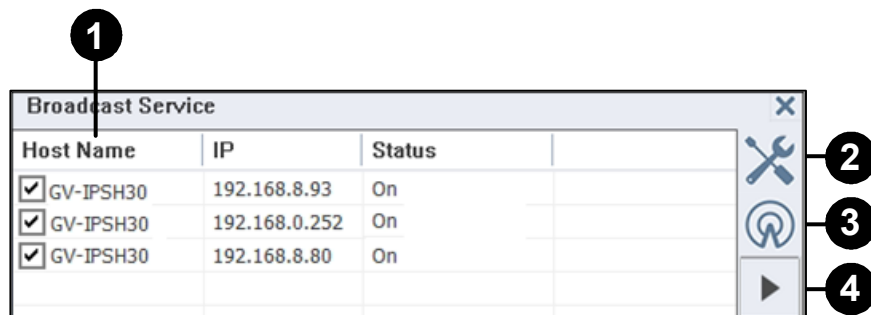 1
Broadcast Service
Host Name IP Status
GV-IPSH30 192.168.8.93 On
GV-IPSH30 192.168.0.252 On
GV-IPSH30 192.168.8.80 On
2
3
4